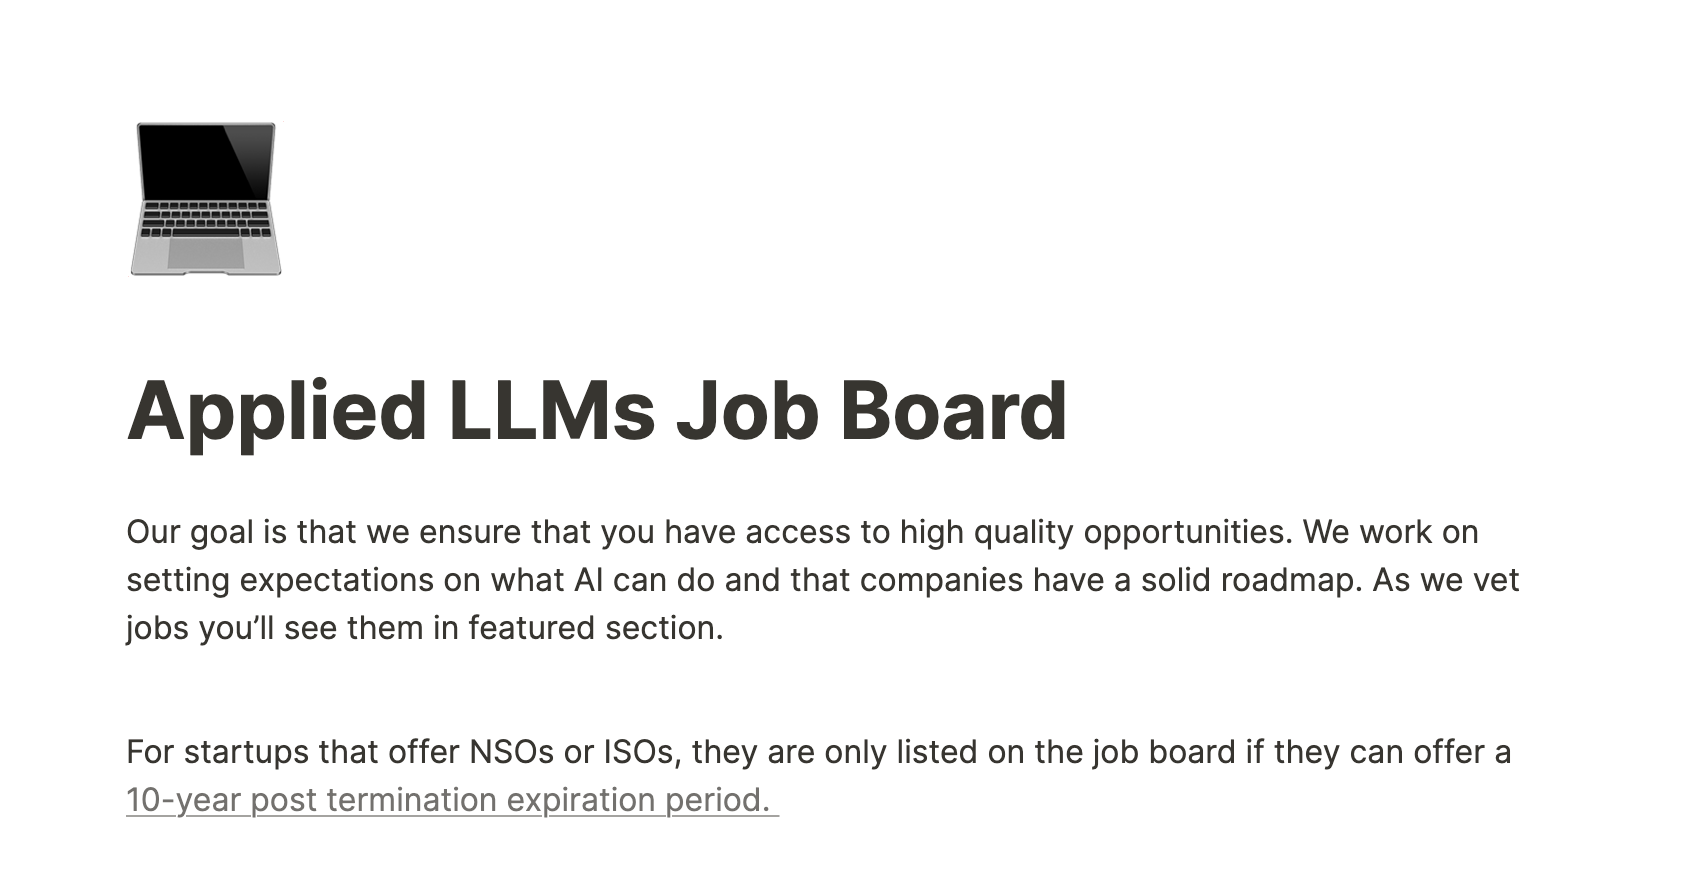 Applied LLMs Job Board
Our goal is that we ensure that you have access to high quality opportunities. We work on
setting expectations on what AI can do and that companies have a solid roadmap. As we vet
jobs you’ll see them in featured section.
For startups that offer NSOs or ISOs, they are only listed on the job board if they can offer a
10-year post termination expiration period.